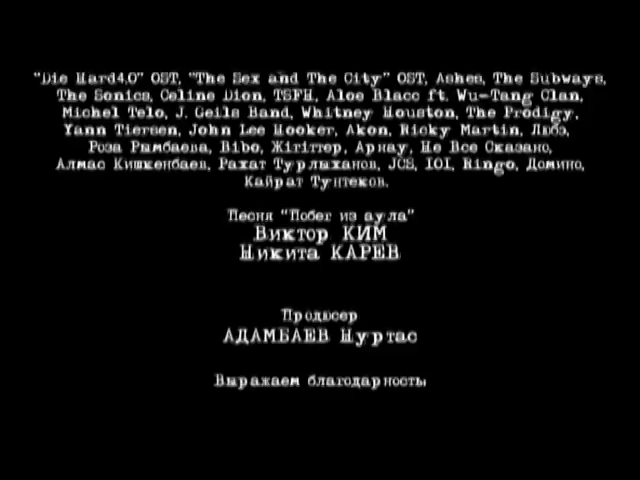 "Die Hard4.0" OST, "The Sex and The City" OST, Ashes, The Subways,
The Sonics, Celine Dion, TSFH, Aloe Blacc ft. Wu-Tang Clan,
Michel Telo, J. Geils Band, Whitney Houston, The Prodigy,
Yann Tiersen, John Lee Hooker, Akon, Ricky Martin, Любэ,
Роза Рымбаева, Bibo, Жігіттер, Арнау, Не Все Сказано,
Алмас Кишкенбаев, Рахат Турлыханов, JCS, IOI, Ringo, Домино,
Кайрат Тунтеков.
Песня "Побег из аула"
Виктор КИМ
Никита КАРЕВ
Продюсер
АДАМБАЕВ Нуртас
Выражаем благодарность